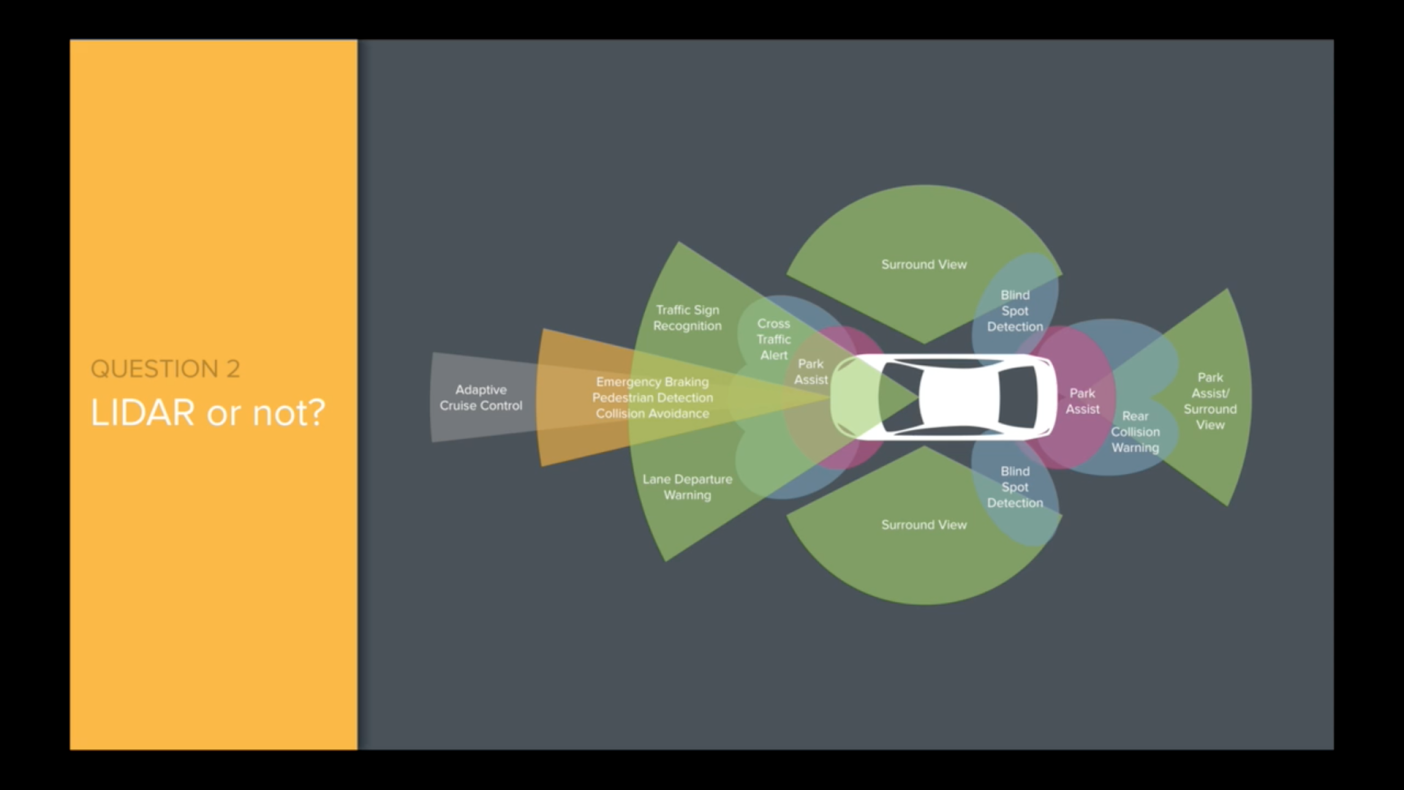 QUESTION 2
LIDAR or not?
Surround View
Blind
Spot
Detection
Traffic Sign
Recognition
Cross
Traffic
Alert
Park
Assist
Adaptive
Cruise Control
Emergency Braking
Pedestrian Detection
Collision Avoidance
Park
Assist
Park
Assist/
Surround
View
Rear
Collision
Warning
Lane Departure
Warning
Blind
Spot
Detection
Surround View